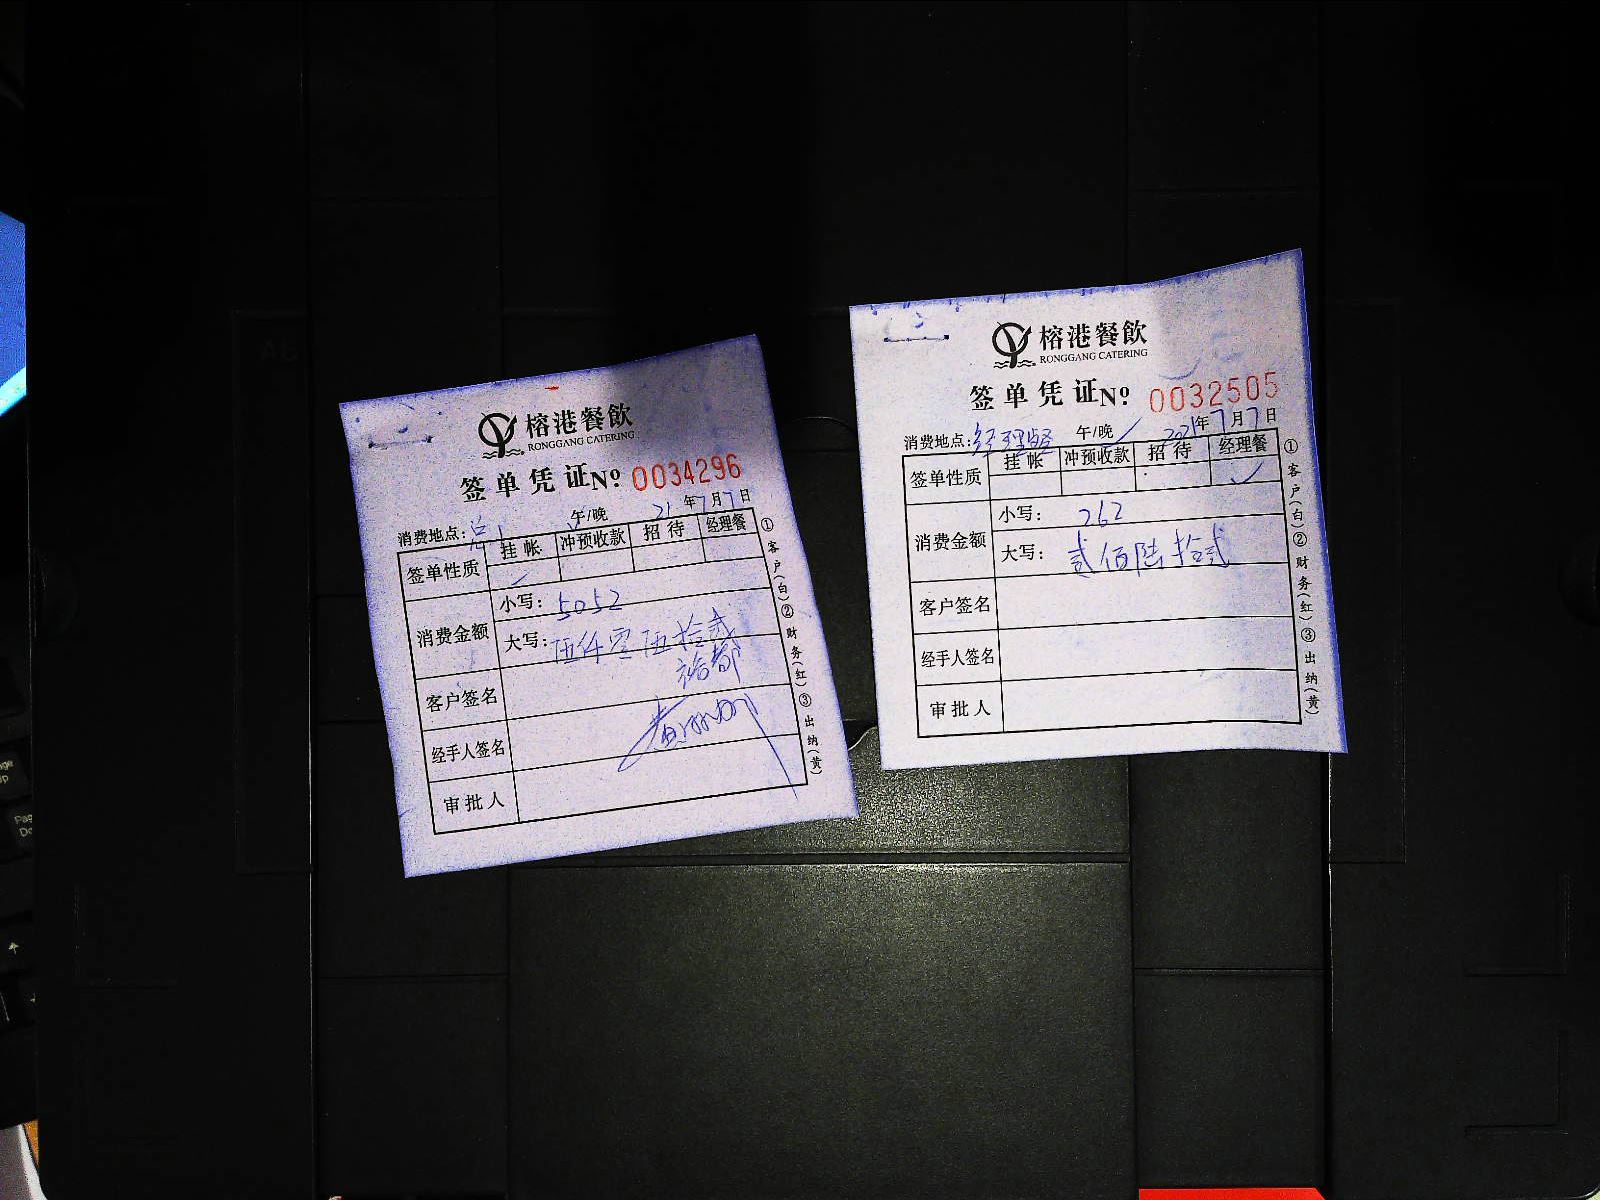 榕港餐飲
RONGGANG CATERING
签单凭证 Nº 0034296
消费地点: 午/晚 21年7月7日
签单性质 挂帐 冲预收款 招待 经理餐
✓
消费金额 小写: 5052
大写: 伍仟零伍拾贰
客户签名
经手人签名
审批人
①客户(白)②财务(红)③出纳(黄)
榕港餐飲
RONGGANG CATERING
签单凭证 Nº 0032505
消费地点: 经理餐 午/晚 ✓ 2021年7月7日
签单性质 挂帐 冲预收款 招待 经理餐
✓
消费金额 小写: 262
大写: 贰佰陆拾贰
客户签名
经手人签名
审批人
①客户(白)②财务(红)③出纳(黄)